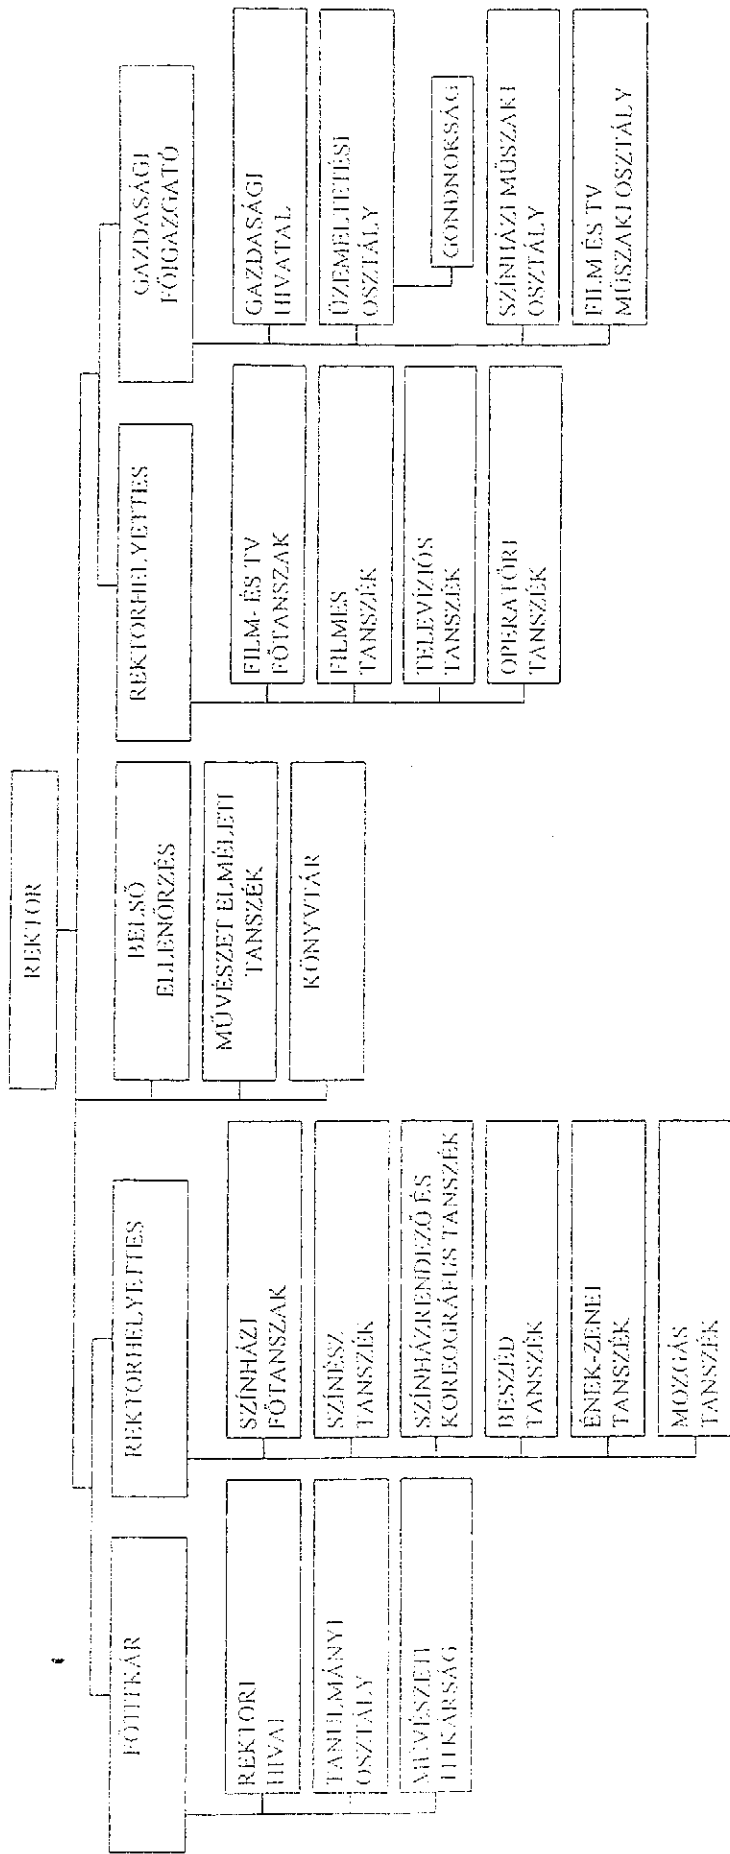 REKTOR
FŐTITKÁR
REKTORI
HIVAT
TANULMÁNYI
OSZTÁLY
MŰVÉSZETI
TITKÁRSÁG
REKTORHELYETTES
SZÍNHÁZI
FŐTANSZAK
SZÍNÉSZ
TANSZÉK
SZÍNHÁZRENDEZŐ ÉS
KOREOGRÁFUS TANSZÉK
BESZÉD
TANSZÉK
ÉNEK-ZENEI
TANSZÉK
MOZGÁS
TANSZÉK
BELSŐ
ELLENŐRZÉS
MŰVÉSZET ELMÉLETI
TANSZÉK
KÖNYVTÁR
REKTORHELYETTES
FILM- ÉS TV
FŐTANSZAK
FILMES
TANSZÉK
TELEVÍZIÓS
TANSZÉK
OPERATŐRI
TANSZÉK
GAZDASÁGI
FŐIGAZGATÓ
GAZDASÁGI
HIVATAL
ÜZEMELTETÉSI
OSZTÁLY
GONDNOKSÁG
SZÍNHÁZI MŰSZAKI
OSZTÁLY
FILM ÉS TV
MŰSZAKI OSZTÁLY